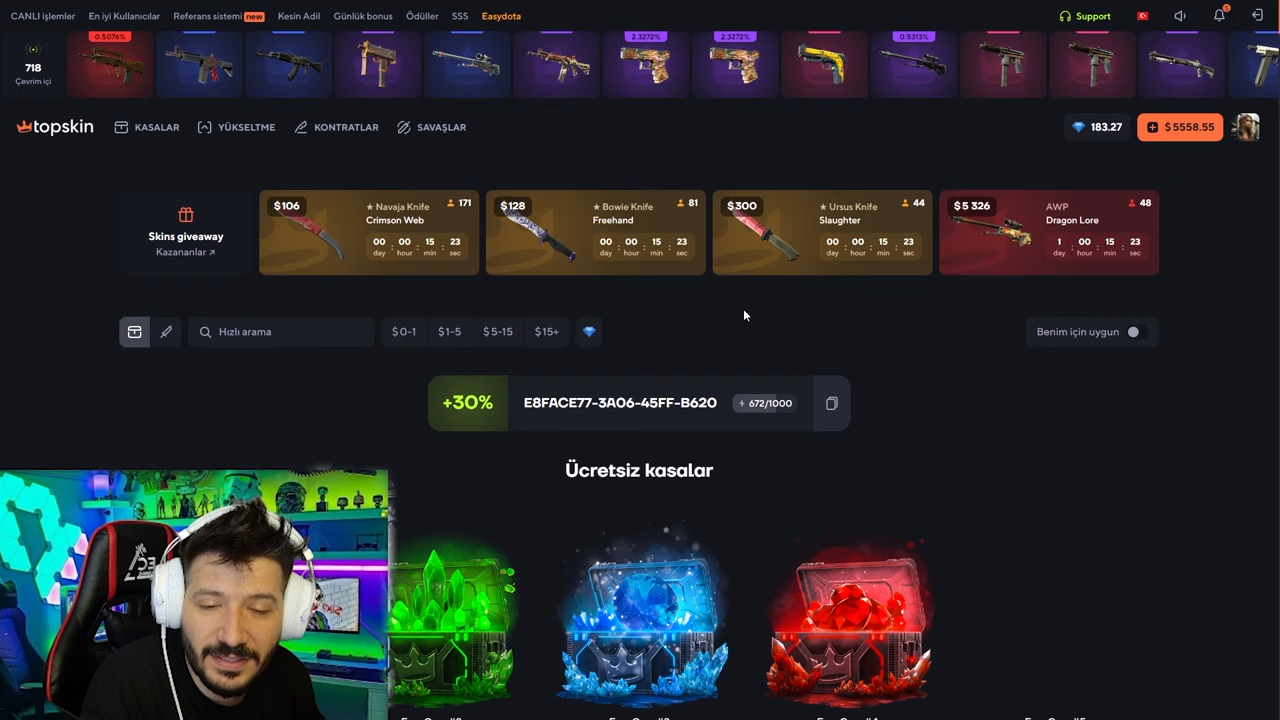 CANLI işlemler En iyi Kullanıcılar Referans sistemi new Kesin Adil Günlük bonus Ödüller SSS Easydota Support 5
718
Çevrim içi
0.5076% 2.3272% 2.3272% 0.5313%
topskin KASALAR YÜKSELTME KONTRATLAR SAVAŞLAR 183.27 $ 5558.55
Skins giveaway
Kazananlar ↗
$106 ★ Navaja Knife 171
Crimson Web
00 : 00 : 15 : 23
day hour min sec
$128 ★ Bowie Knife 81
Freehand
00 : 00 : 15 : 23
day hour min sec
$300 ★ Ursus Knife 44
Slaughter
00 : 00 : 15 : 23
day hour min sec
$5 326 AWP 48
Dragon Lore
1 : 00 : 15 : 23
day hour min sec
Hızlı arama $ 0-1 $ 1-5 $ 5-15 $ 15+ Benim için uygun
+30% E8FACE77-3A06-45FF-B620 672/1000
Ücretsiz kasalar